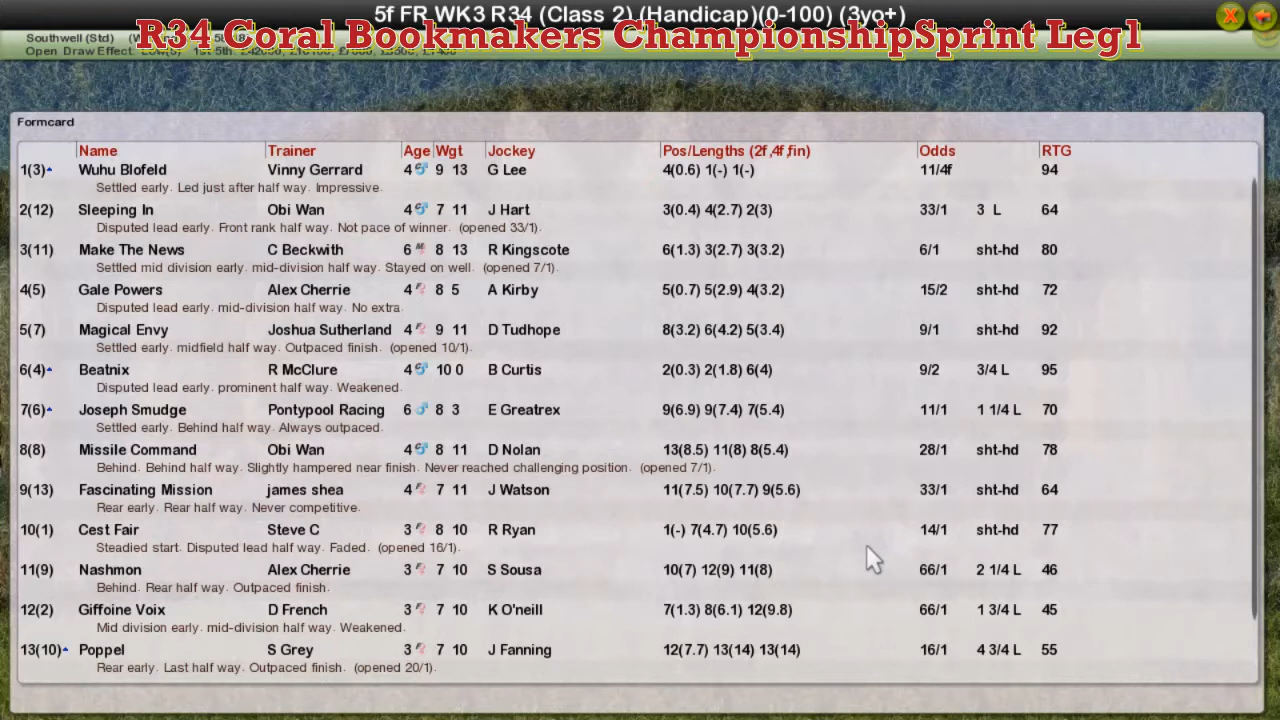 5f FR WK3 R34 (Class 2) (Handicap)(0-100) (3yo+)
R34 Coral Bookmakers ChampionshipSprint Leg1
Southwell (Std)
Open Draw Effect:
Formcard
Name Trainer Age Wgt Jockey Pos/Lengths (2f,4f,fin) Odds RTG
1(3) Wuhu Blofeld Vinny Gerrard 4 9 13 G Lee 4(0.6) 1(-) 1(-) 11/4f 94
Settled early. Led just after half way. Impressive.
2(12) Sleeping In Obi Wan 4 7 11 J Hart 3(0.4) 4(2.7) 2(3) 33/1 3 L 64
Disputed lead early. Front rank half way. Not pace of winner. (opened 33/1).
3(11) Make The News C Beckwith 6 8 13 R Kingscote 6(1.3) 3(2.7) 3(3.2) 6/1 sht-hd 80
Settled mid division early. mid-division half way. Stayed on well. (opened 7/1).
4(5) Gale Powers Alex Cherrie 4 8 5 A Kirby 5(0.7) 5(2.9) 4(3.2) 15/2 sht-hd 72
Disputed lead early. mid-division half way. No extra.
5(7) Magical Envy Joshua Sutherland 4 9 11 D Tudhope 8(3.2) 6(4.2) 5(3.4) 9/1 sht-hd 92
Settled early. midfield half way. Outpaced finish. (opened 10/1).
6(4) Beatnix R McClure 4 10 0 B Curtis 2(0.3) 2(1.8) 6(4) 9/2 3/4 L 95
Disputed lead early. prominent half way. Weakened.
7(6) Joseph Smudge Pontypool Racing 6 8 3 E Greatrex 9(6.9) 9(7.4) 7(5.4) 11/1 1 1/4 L 70
Settled early. Behind half way. Always outpaced.
8(8) Missile Command Obi Wan 4 8 11 D Nolan 13(8.5) 11(8) 8(5.4) 28/1 sht-hd 78
Behind. Behind half way. Slightly hampered near finish. Never reached challenging position. (opened 7/1).
9(13) Fascinating Mission james shea 4 7 11 J Watson 11(7.5) 10(7.7) 9(5.6) 33/1 sht-hd 64
Rear early. Rear half way. Never competitive.
10(1) Cest Fair Steve C 3 8 10 R Ryan 1(-) 7(4.7) 10(5.6) 14/1 sht-hd 77
Steadied start. Disputed lead half way. Faded. (opened 16/1).
11(9) Nashmon Alex Cherrie 3 7 10 S Sousa 10(7) 12(9) 11(8) 66/1 2 1/4 L 46
Behind. Rear half way. Outpaced finish.
12(2) Giffoine Voix D French 3 7 10 K O'neill 7(1.3) 8(6.1) 12(9.8) 66/1 1 3/4 L 45
Mid division early. mid-division half way. Weakened.
13(10) Poppel S Grey 3 7 10 J Fanning 12(7.7) 13(14) 13(14) 16/1 4 3/4 L 55
Rear early. Last half way. Outpaced finish. (opened 20/1).